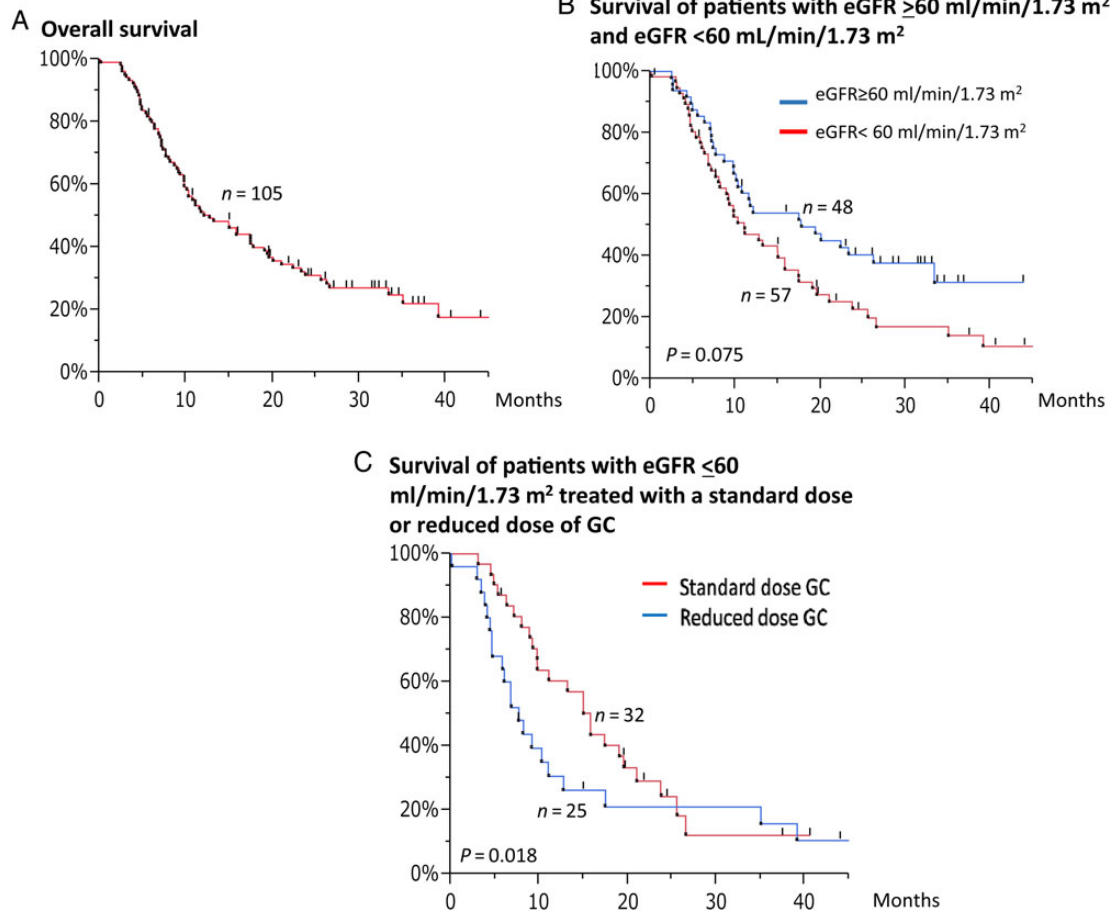 A Overall survival
100%
80%
60%
40%
20%
0%
n = 105
0 10 20 30 40 Months
B Survival of patients with eGFR ≥60 ml/min/1.73 m²
and eGFR <60 mL/min/1.73 m²
100%
80%
60%
40%
20%
0%
eGFR≥60 ml/min/1.73 m²
eGFR< 60 ml/min/1.73 m²
n = 48
n = 57
P = 0.075
0 10 20 30 40 Months
C Survival of patients with eGFR ≤60
ml/min/1.73 m² treated with a standard dose
or reduced dose of GC
100%
80%
60%
40%
20%
0%
Standard dose GC
Reduced dose GC
n = 32
n = 25
P = 0.018
0 10 20 30 40 Months